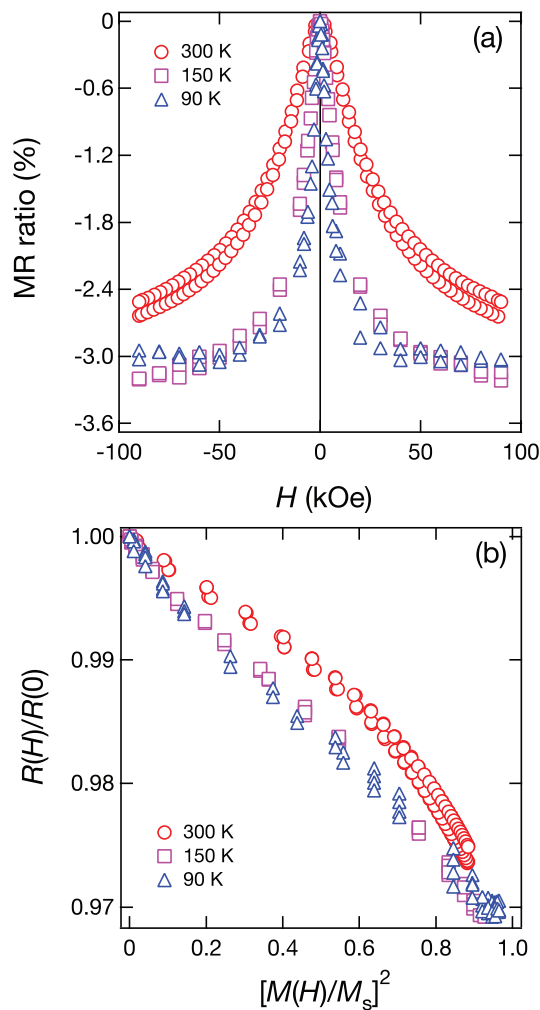 (a)
300 K
150 K
90 K
0
-0.6
-1.2
-1.8
-2.4
-3.0
-3.6
MR ratio (%)
-100
-50
0
50
100
H (kOe)
(b)
1.00
0.99
0.98
0.97
R(H)/R(0)
300 K
150 K
90 K
0
0.2
0.4
0.6
0.8
1.0
[M(H)/Mₛ]²